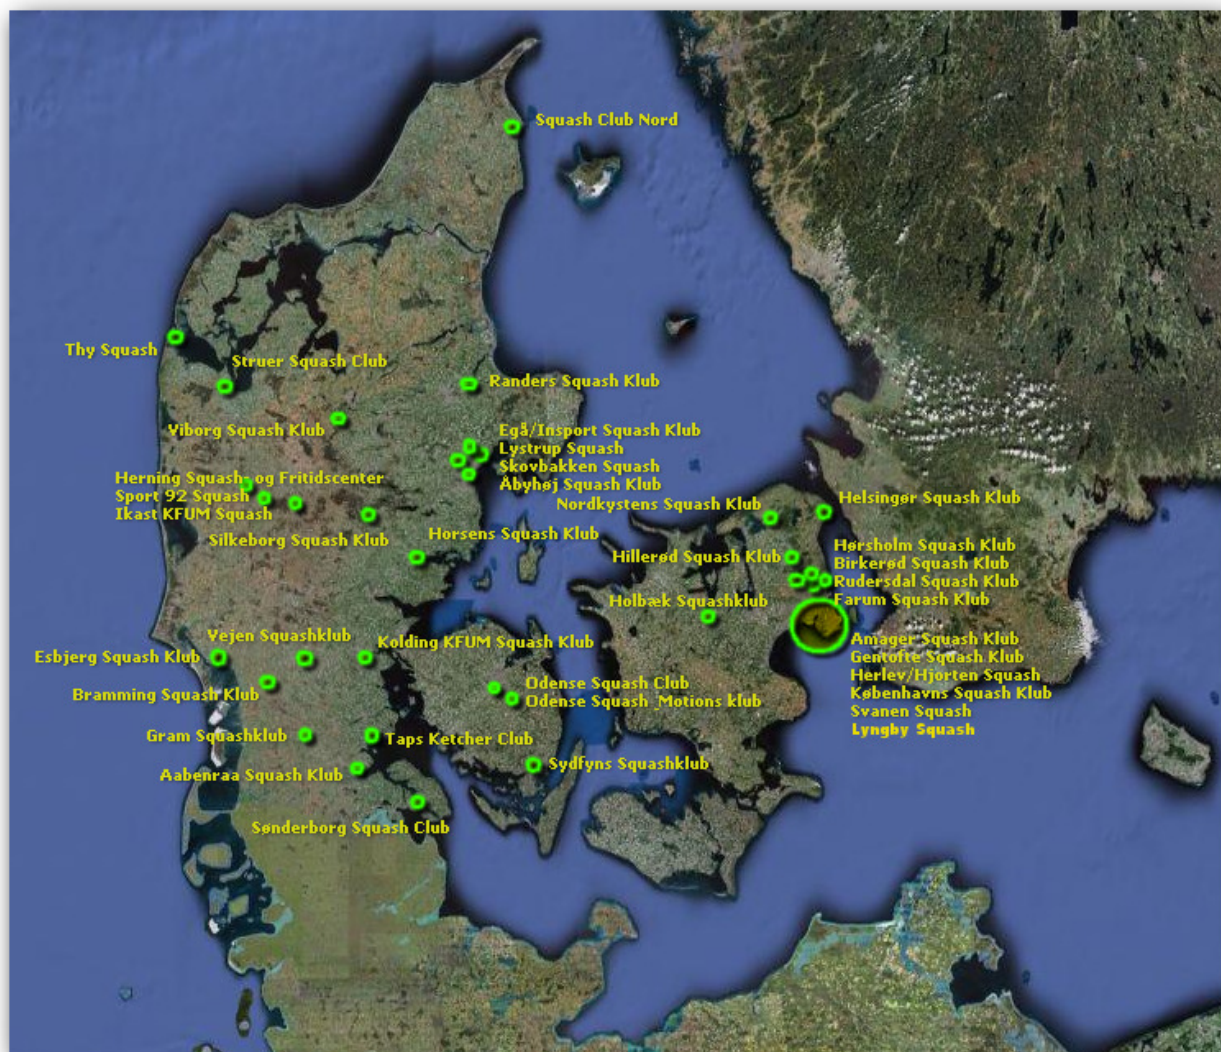 Squash Club Nord
Thy Squash
Struer Squash Club
Randers Squash Klub
Viborg Squash Klub
Egå/Insport Squash Klub
Lystrup Squash
Skovbakken Squash
Åbyhøj Squash Klub
Herning Squash- og Fritidscenter
Sport 92 Squash
Ikast KFUM Squash
Silkeborg Squash Klub
Horsens Squash Klub
Nordkystens Squash Klub
Helsingør Squash Klub
Hillerød Squash Klub
Hørsholm Squash Klub
Birkerød Squash Klub
Rudersdal Squash Klub
Farum Squash Klub
Holbæk Squashklub
Amager Squash Klub
Gentofte Squash Klub
Herlev/Hjorten Squash
Københavns Squash Klub
Svanen Squash
Lyngby Squash
Vejen Squashklub
Kolding KFUM Squash Klub
Esbjerg Squash Klub
Bramming Squash Klub
Odense Squash Club
Odense Squash Motions klub
Gram Squashklub
Taps Ketcher Club
Aabenraa Squash Klub
Sydfyns Squashklub
Sønderborg Squash Club